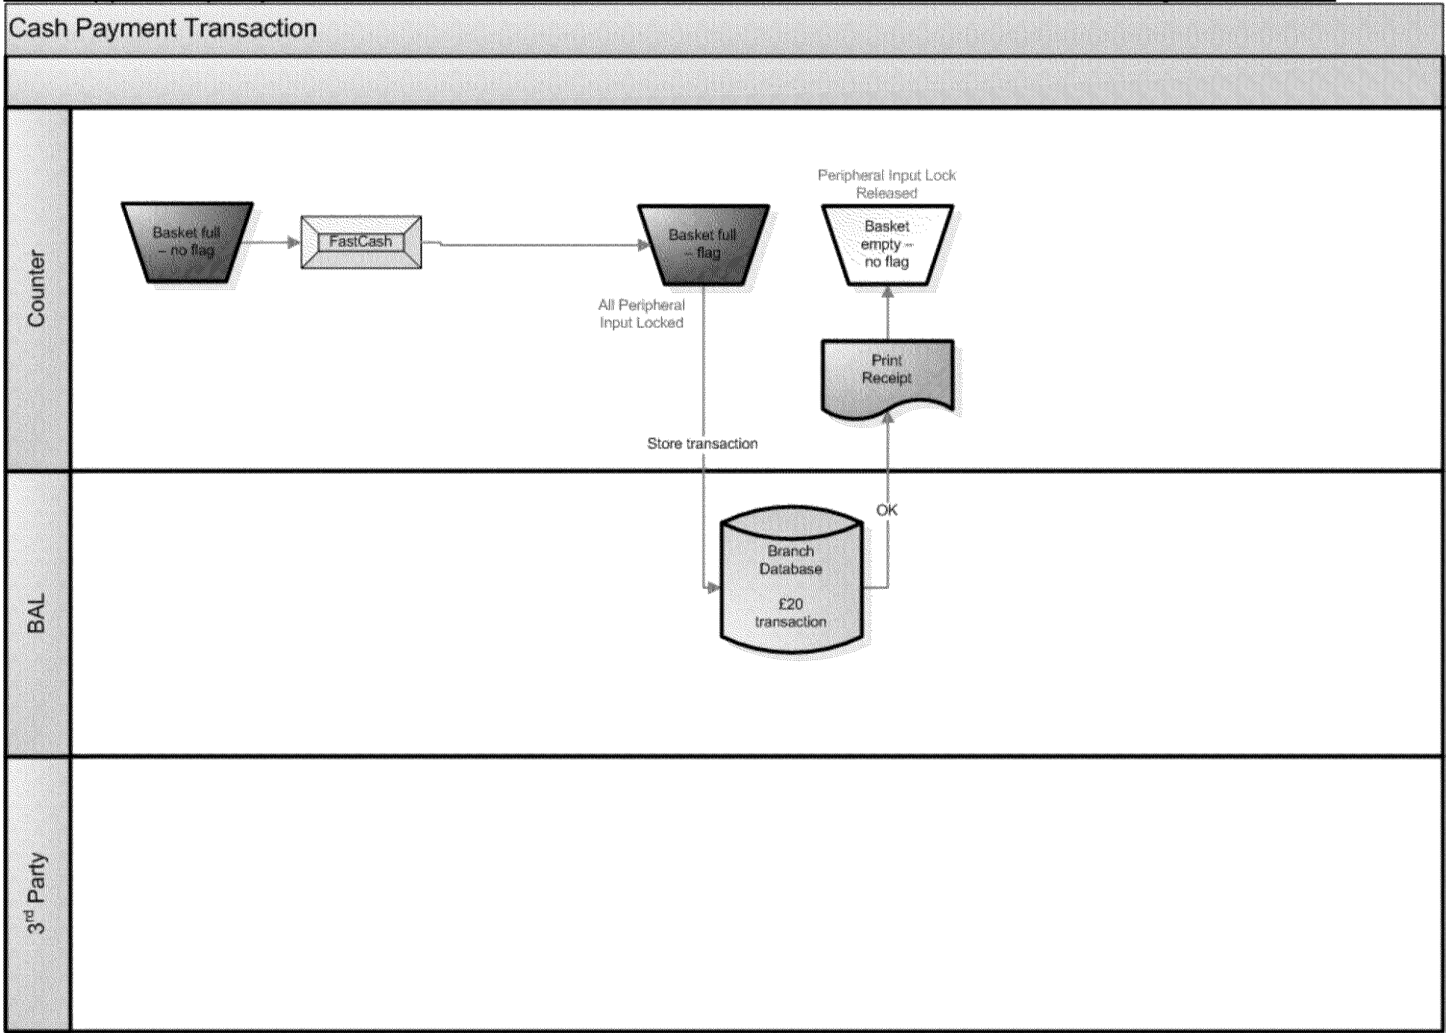 Cash Payment Transaction
Counter
Basket full
– no flag
FastCash
Basket full
– flag
All Peripheral
Input Locked
Peripheral Input Lock
Released
Basket
empty –
no flag
Print
Receipt
Store transaction
OK
BAL
Branch
Database
£20
transaction
3rd Party